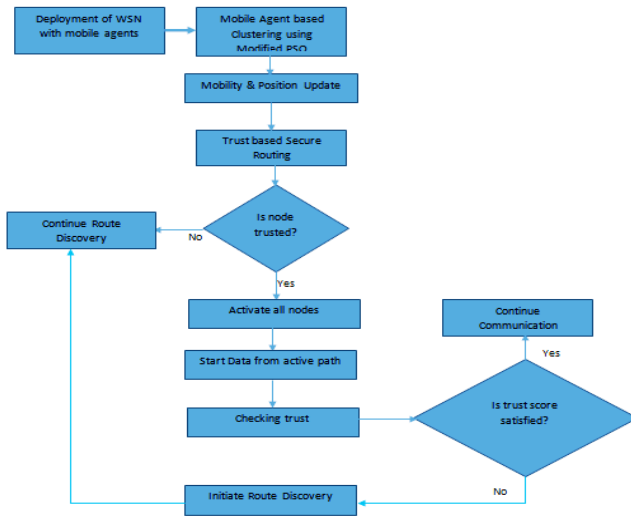 Deployment of WSN
with mobile agents
Mobile Agent based
Clustering using
Modified PSO
Mobility & Position Update
Trust based Secure
Routing
Is node
trusted?
No
Continue Route
Discovery
Yes
Activate all nodes
Start Data from active path
Checking trust
Is trust score
satisfied?
Yes
Continue
Communication
No
Initiate Route Discovery